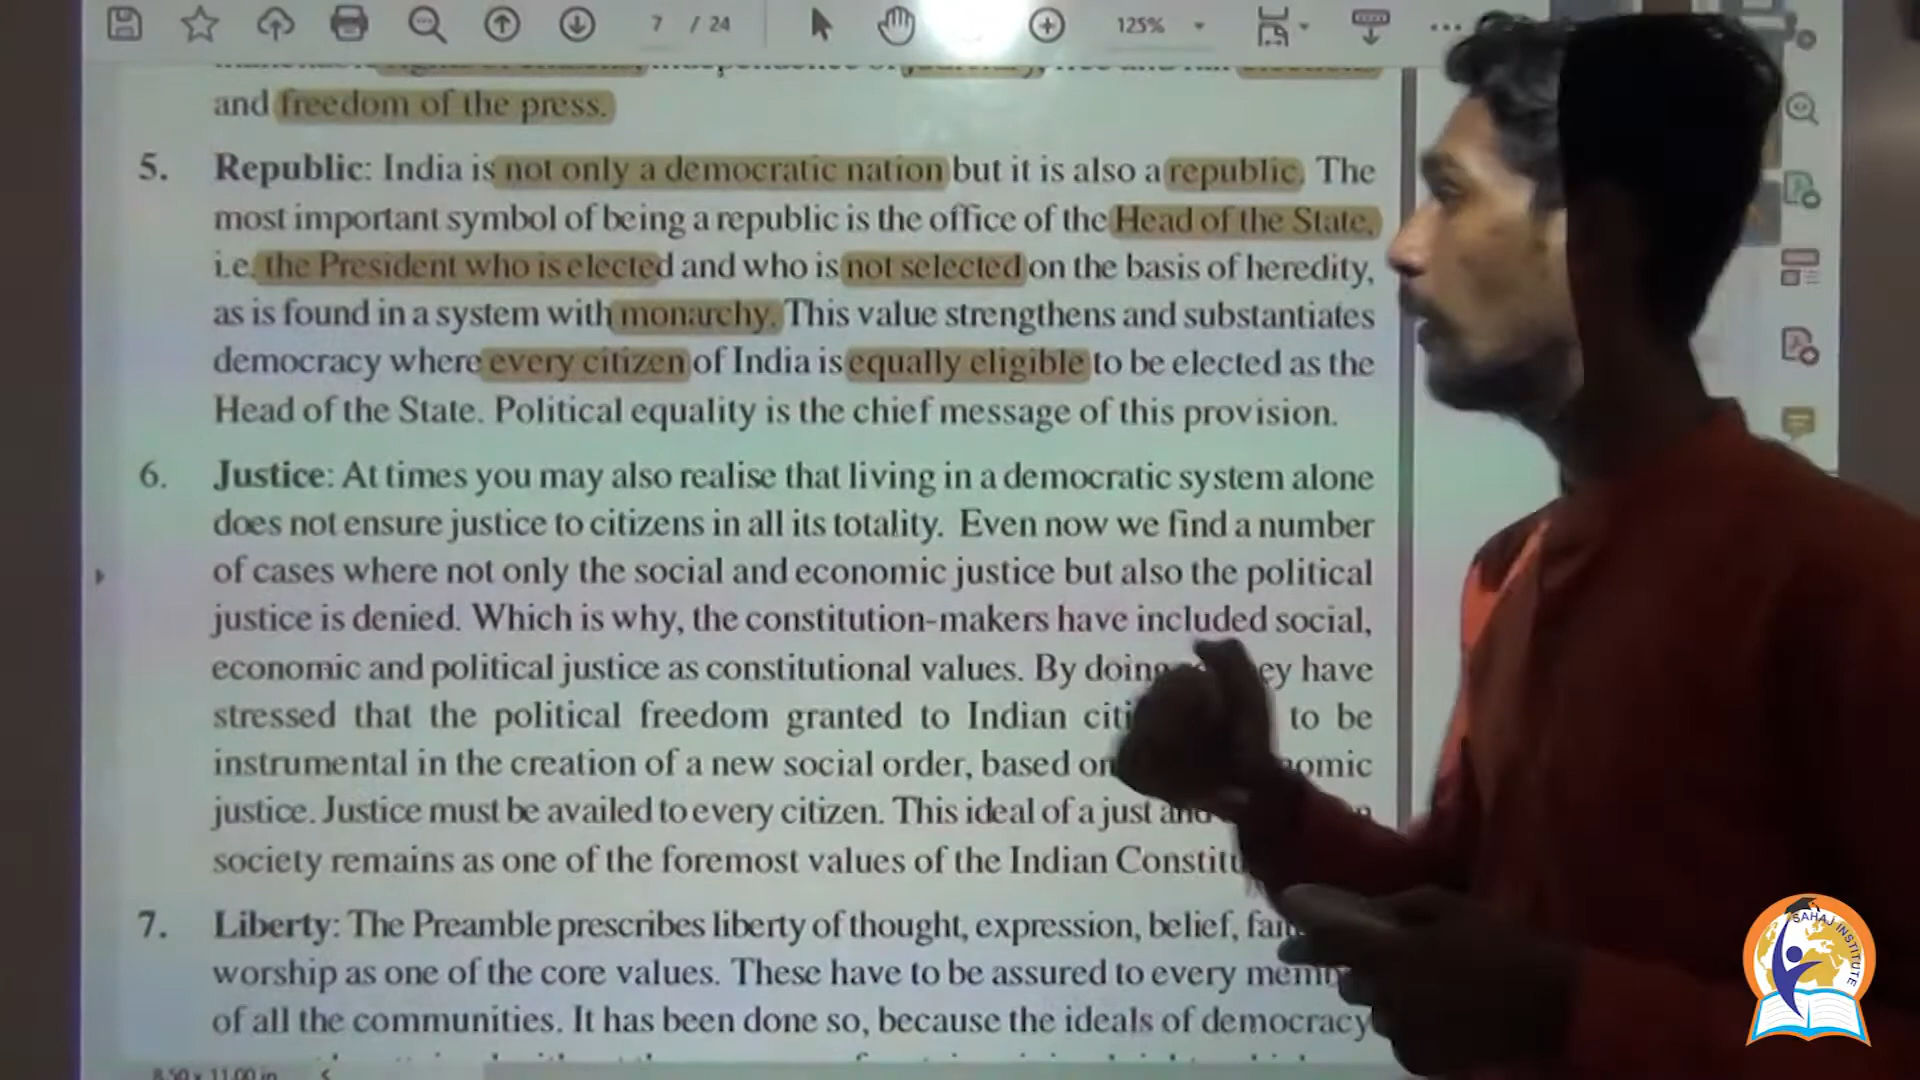 7 / 24
125%
and freedom of the press.
5. Republic: India is not only a democratic nation but it is also a republic. The
most important symbol of being a republic is the office of the Head of the State,
i.e. the President who is elected and who is not selected on the basis of heredity,
as is found in a system with monarchy. This value strengthens and substantiates
democracy where every citizen of India is equally eligible to be elected as the
Head of the State. Political equality is the chief message of this provision.
6. Justice: At times you may also realise that living in a democratic system alone
does not ensure justice to citizens in all its totality. Even now we find a number
of cases where not only the social and economic justice but also the political
justice is denied. Which is why, the constitution-makers have included social,
economic and political justice as constitutional values. By doing have
stressed that the political freedom granted to Indian to be
instrumental in the creation of a new social order, based on
justice. Justice must be availed to every citizen. This ideal of a just and
society remains as one of the foremost values of the Indian
7. Liberty: The Preamble prescribes liberty of thought, expression, belief,
worship as one of the core values. These have to be assured to every
of all the communities. It has been done so, because the ideals of democracy
8.50 x 11.00 in
SAHAJ INSTITUTE